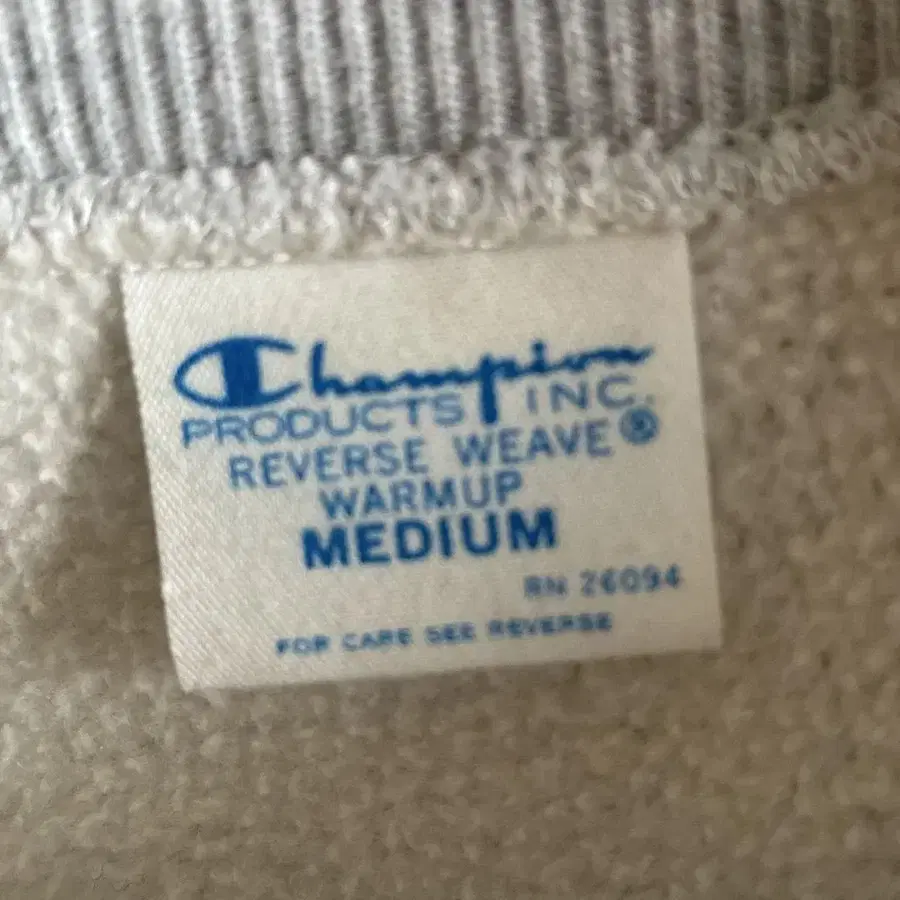 Champion
PRODUCTS INC.
REVERSE WEAVE ®
WARMUP
MEDIUM
RN 26094
FOR CARE SEE REVERSE